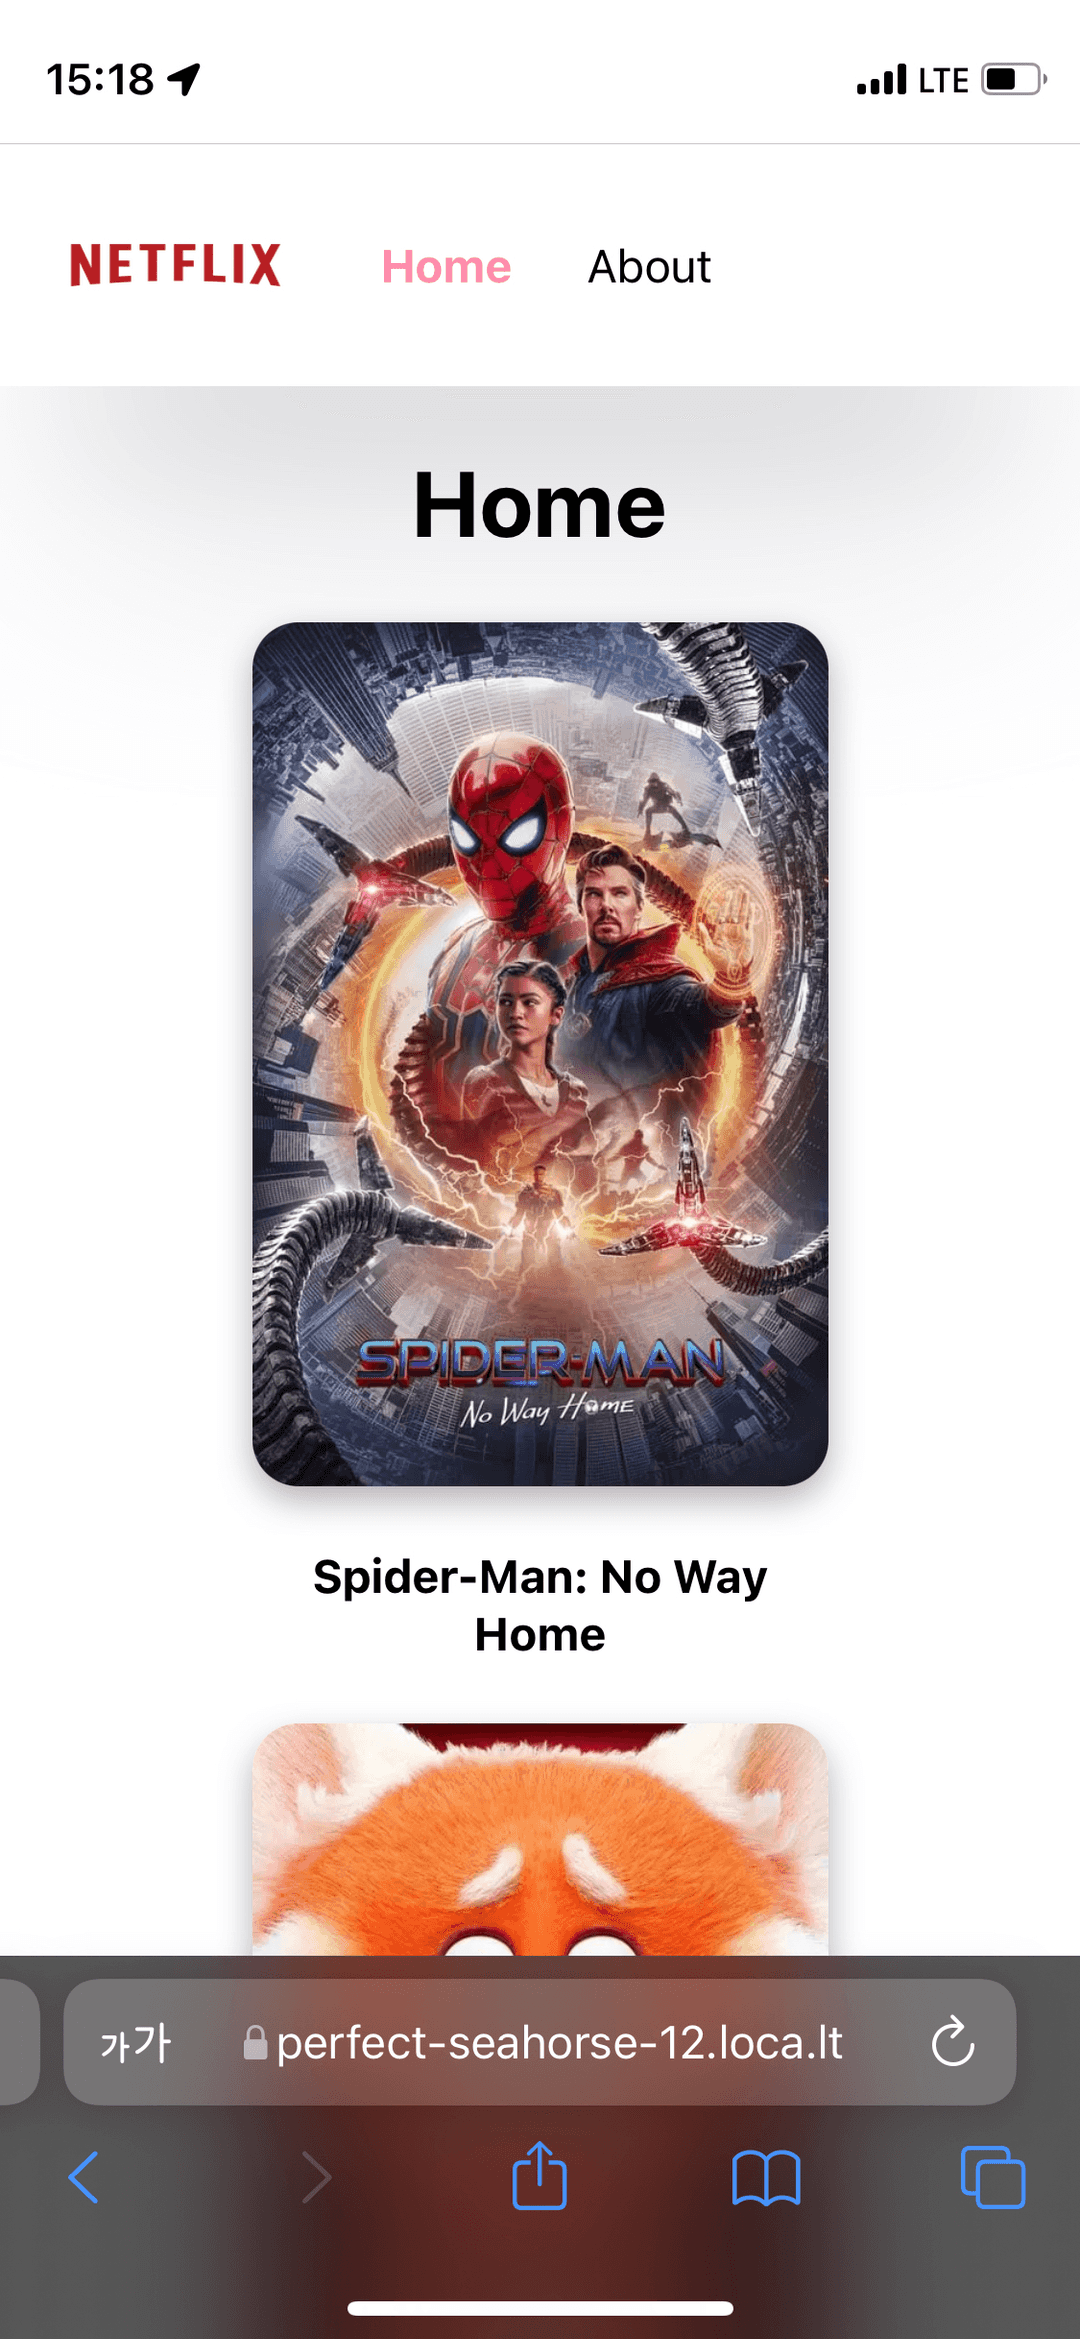 15:18 LTE
NETFLIX Home About
Home
SPIDER-MAN
No Way Home
Spider-Man: No Way
Home
가가 perfect-seahorse-12.loca.lt